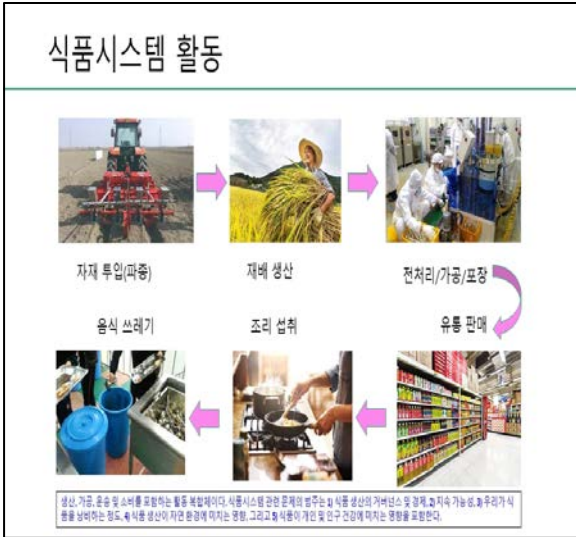 식품시스템 활동
자재 투입(파종)
재배 생산
전처리/가공/포장
음식 쓰레기
조리 섭취
유통 판매
생산, 가공, 운송 및 소비를 포함하는 활동 복합체이다. 식품시스템 관련 문제의 범주는 1) 식품 생산의 거버넌스 및 경제, 2) 지속 가능성, 3) 우리가 식
품을 낭비하는 정도, 4) 식품 생산이 자연 환경에 미치는 영향, 그리고 5) 식품이 개인 및 인구 건강에 미치는 영향을 포함한다.